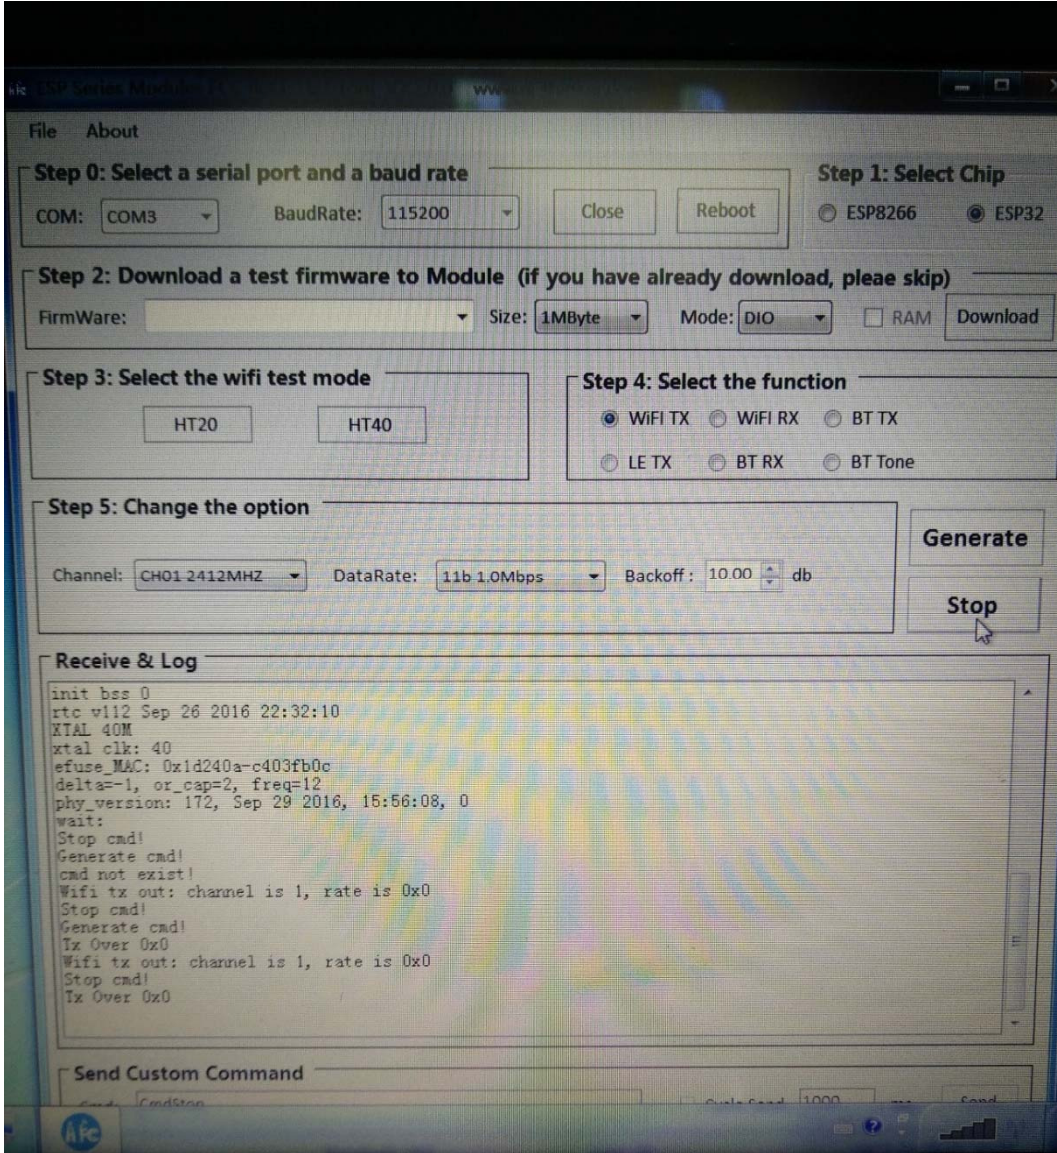 ESP Series Modules
File About
Step 0: Select a serial port and a baud rate
Step 1: Select Chip
COM: COM3 BaudRate: 115200 Close Reboot
ESP8266 ESP32
Step 2: Download a test firmware to Module (if you have already download, pleae skip)
FirmWare: Size: 1MByte Mode: DIO RAM Download
Step 3: Select the wifi test mode
HT20 HT40
Step 4: Select the function
WiFI TX WiFI RX BT TX
LE TX BT RX BT Tone
Step 5: Change the option
Channel: CH01 2412MHZ DataRate: 11b 1.0Mbps Backoff : 10.00 db
Generate
Stop
Receive & Log
init bss 0
rtc v112 Sep 26 2016 22:32:10
XTAL 40M
xtal clk: 40
efuse_MAC: 0x1d240a-c403fb0c
delta=-1, or_cap=2, freq=12
phy_version: 172, Sep 29 2016, 15:56:08, 0
wait:
Stop cmd!
Generate cmd!
cmd not exist!
Wifi tx out: channel is 1, rate is 0x0
Stop cmd!
Generate cmd!
Tx Over 0x0
Wifi tx out: channel is 1, rate is 0x0
Stop cmd!
Tx Over 0x0
Send Custom Command
CmdStop 1000 Send